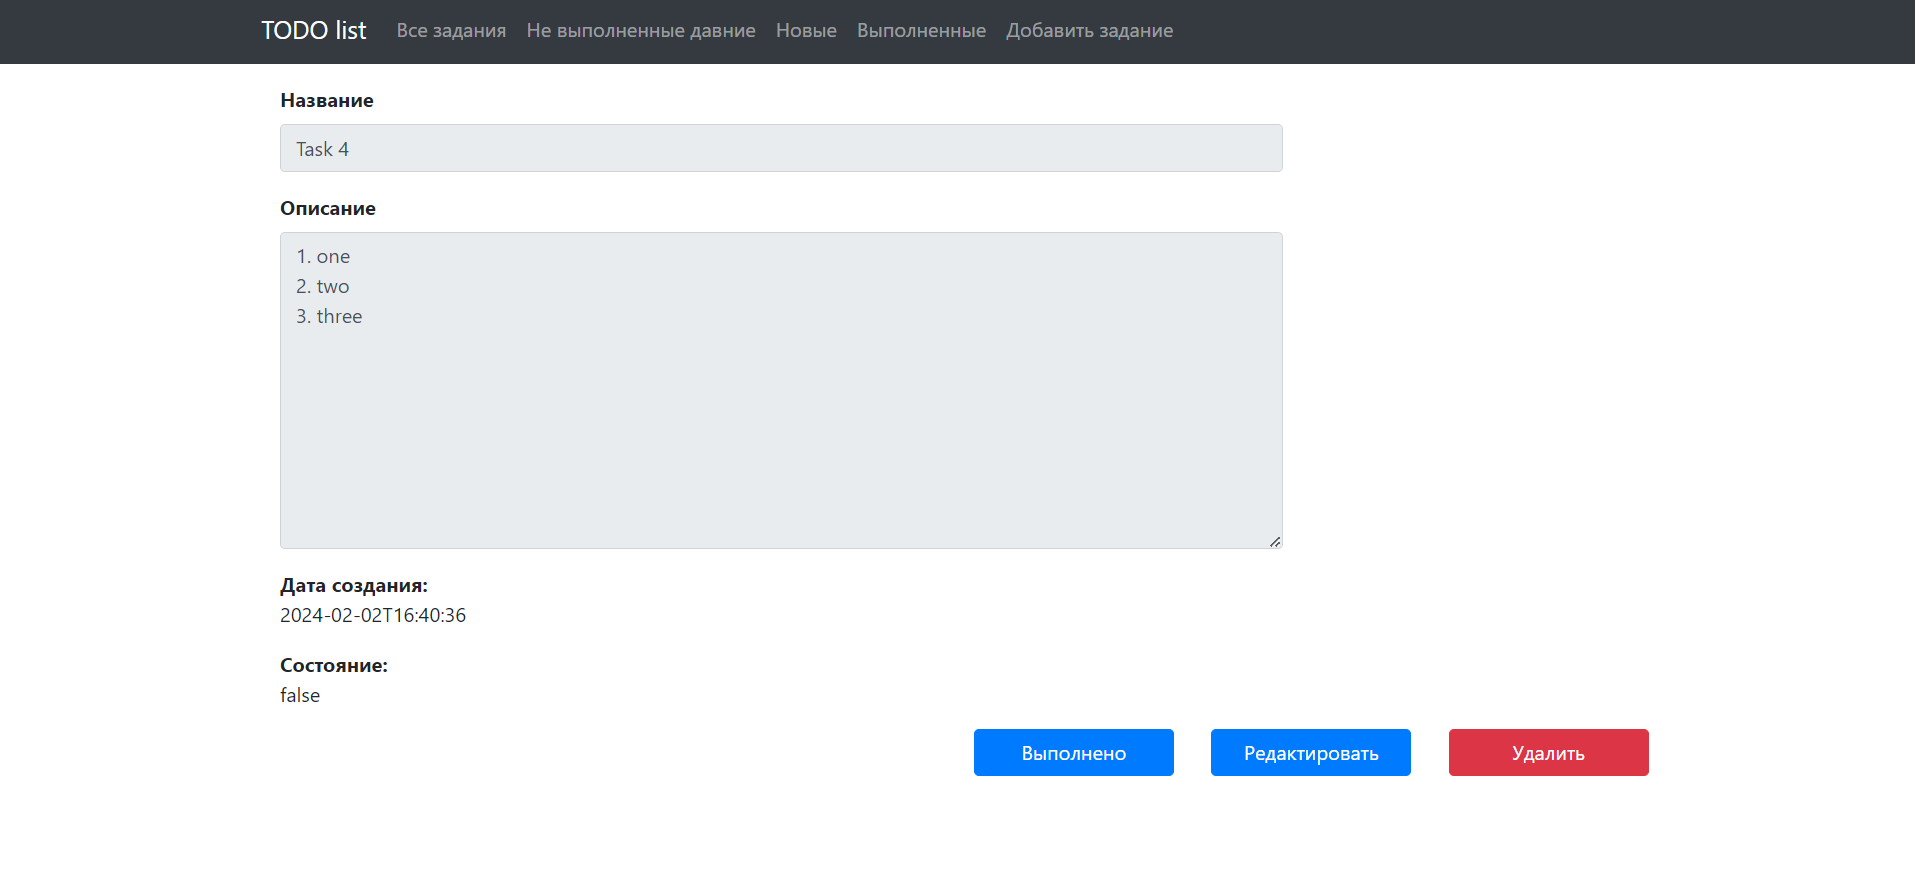 TODO list Все задания Не выполненные давние Новые Выполненные Добавить задание
Название
Task 4
Описание
1. one
2. two
3. three
Дата создания:
2024-02-02T16:40:36
Состояние:
false
Выполнено Редактировать Удалить